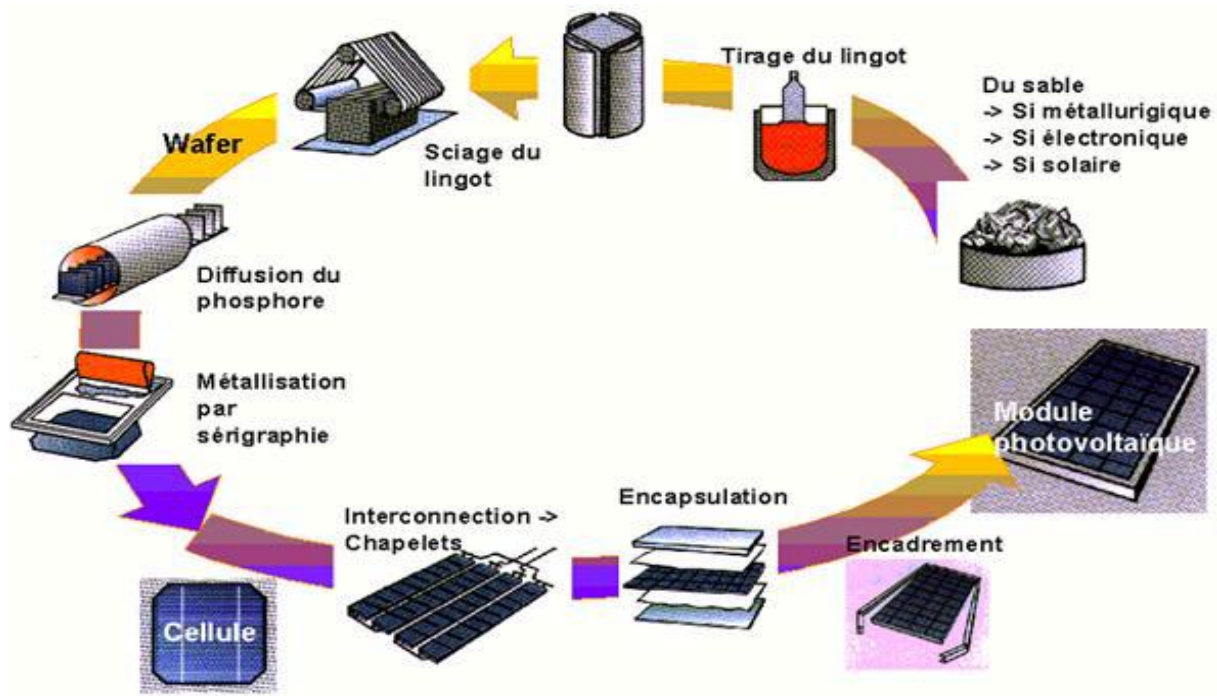 Du sable
-> Si métallurigique
-> Si électronique
-> Si solaire
Tirage du lingot
Sciage du
lingot
Wafer
Diffusion du
phosphore
Métallisation
par
sérigraphie
Cellule
Interconnection ->
Chapelets
Encapsulation
Encadrement
Module
photovoltaïque